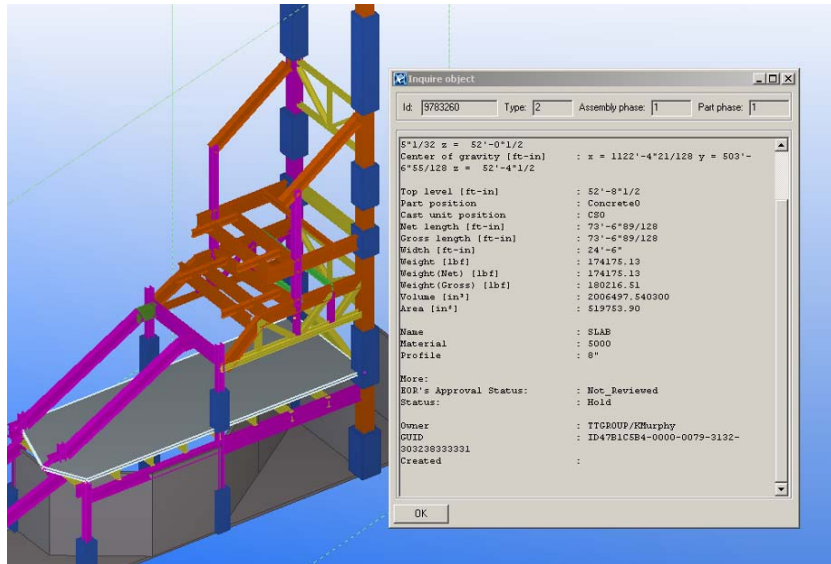 Inquire object
Id: 9783260 Type: 2 Assembly phase: 1 Part phase: 1
5"1/32 z = 52'-0"1/2
Center of gravity [ft-in] : x = 1122'-4"21/128 y = 503'-
6"55/128 z = 52'-4"1/2
Top level [ft-in] : 52'-8"1/2
Part position : Concrete0
Cast unit position : CS0
Net length [ft-in] : 73'-6"89/128
Gross length [ft-in] : 73'-6"89/128
Width [ft-in] : 24'-6"
Weight [lbf] : 174175.13
Weight(Net) [lbf] : 174175.13
Weight(Gross) [lbf] : 180216.51
Volume [in³] : 2006497.540300
Area [in²] : 519753.90
Name : SLAB
Material : 5000
Profile : 8"
More:
EOR's Approval Status: : Not_Reviewed
Status: : Hold
Owner : TTGROUP/KMurphy
GUID : ID47B1C5B4-0000-0079-3132-
303238333331
Created :
OK